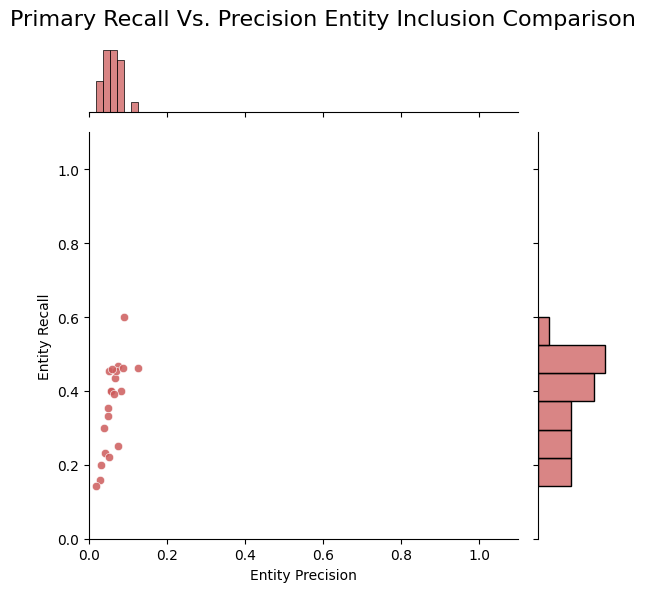 Primary Recall Vs. Precision Entity Inclusion Comparison
1.0
0.8
0.6
0.4
0.2
0.0
Entity Recall
0.0 0.2 0.4 0.6 0.8 1.0
Entity Precision